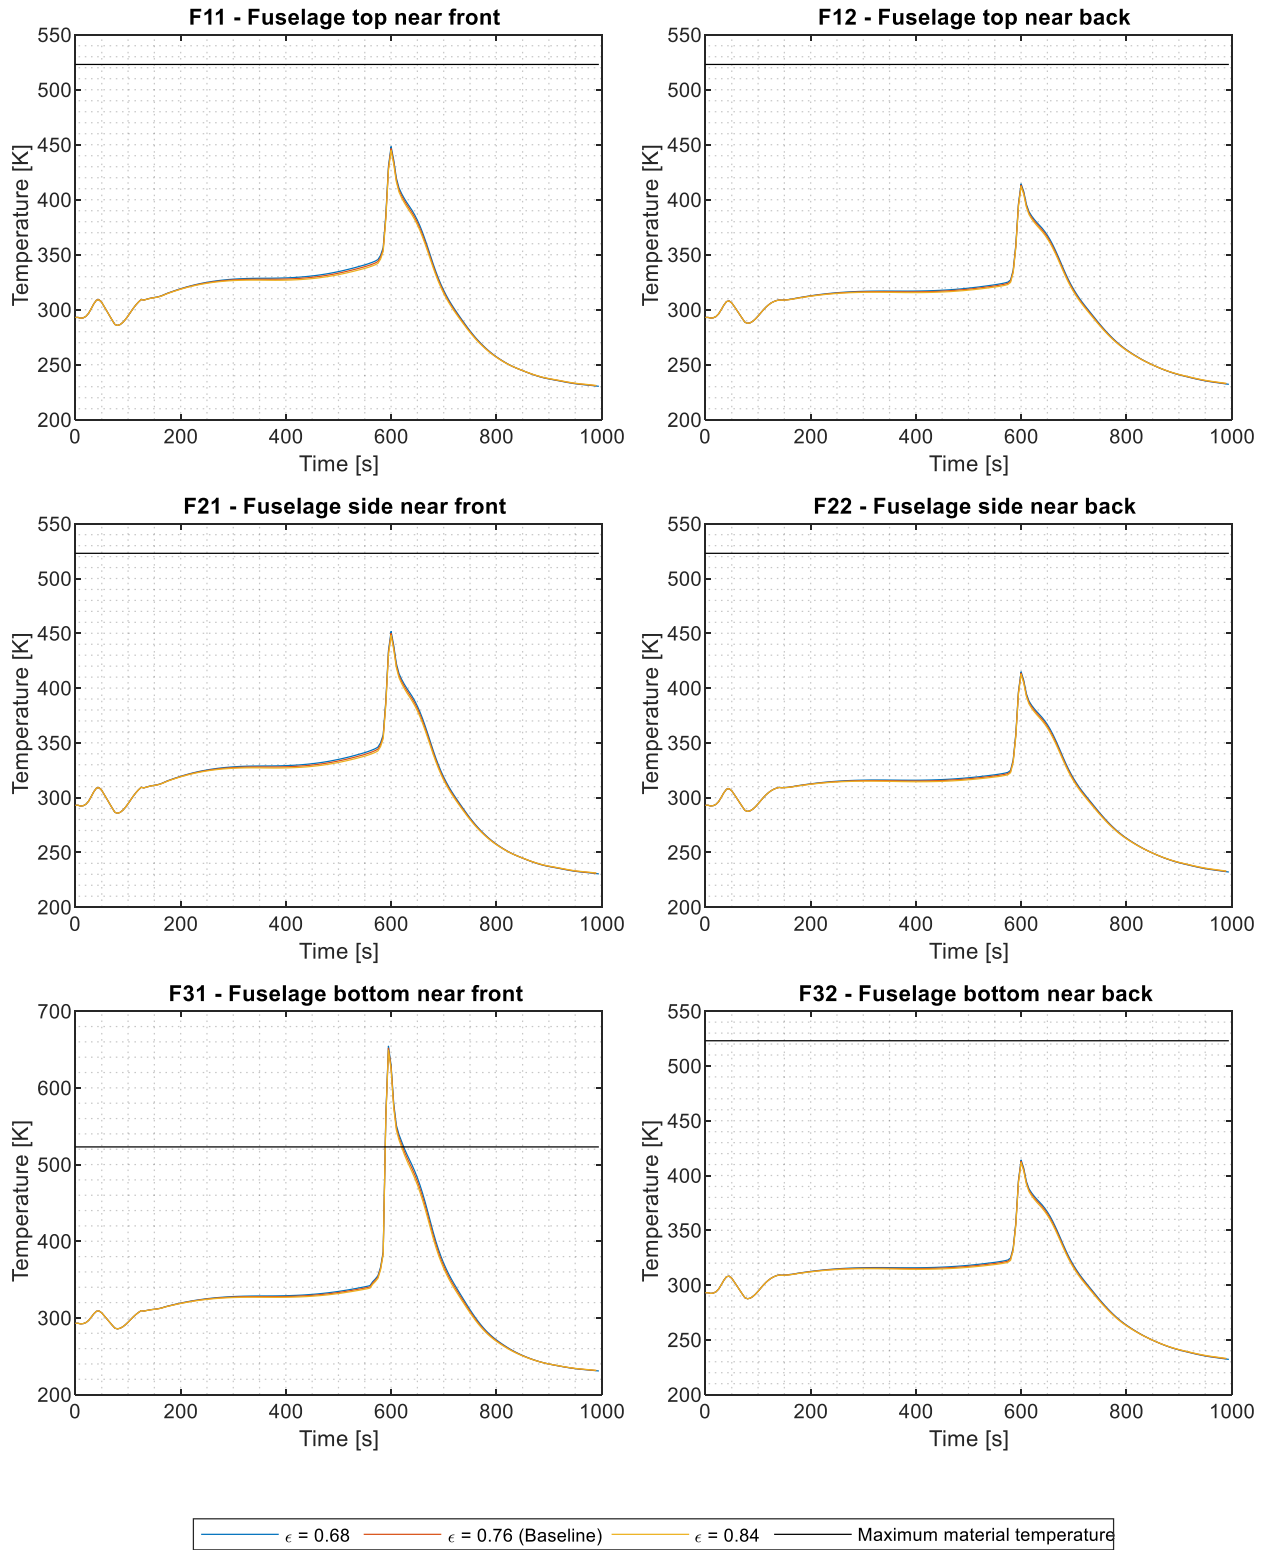 F11 - Fuselage top near front
550
500
450
400
350
300
250
200
Temperature [K]
0 200 400 600 800 1000
Time [s]
F12 - Fuselage top near back
550
500
450
400
350
300
250
200
Temperature [K]
0 200 400 600 800 1000
Time [s]
F21 - Fuselage side near front
550
500
450
400
350
300
250
200
Temperature [K]
0 200 400 600 800 1000
Time [s]
F22 - Fuselage side near back
550
500
450
400
350
300
250
200
Temperature [K]
0 200 400 600 800 1000
Time [s]
F31 - Fuselage bottom near front
700
600
500
400
300
200
Temperature [K]
0 200 400 600 800 1000
Time [s]
F32 - Fuselage bottom near back
550
500
450
400
350
300
250
200
Temperature [K]
0 200 400 600 800 1000
Time [s]
ϵ = 0.68 ϵ = 0.76 (Baseline) ϵ = 0.84 Maximum material temperature